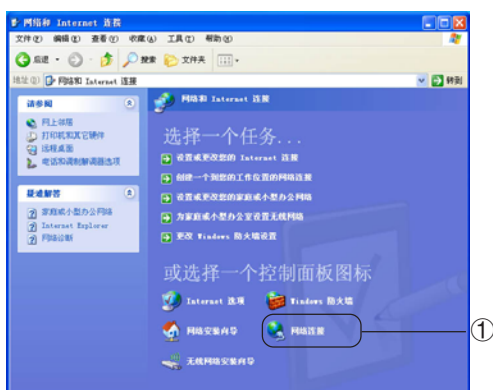 网络和 Internet 连接
文件(F) 编辑(E) 查看(V) 收藏(A) 工具(T) 帮助(H)
后退 搜索 文件夹
地址(D) 网络和 Internet 连接 转到
请参阅
网上邻居
打印机和其它硬件
远程桌面
电话和调制解调器选项
疑难解答
家庭或小型办公网络
Internet Explorer
网络诊断
网络和 Internet 连接
选择一个任务...
设置或更改您的 Internet 连接
创建一个到您的工作位置的网络连接
设置或更改您的家庭或小型办公网络
为家庭或小型办公室设置无线网络
更改 Windows 防火墙设置
或选择一个控制面板图标
Internet 选项 Windows 防火墙
网络安装向导 网络连接
无线网络安装向导
①